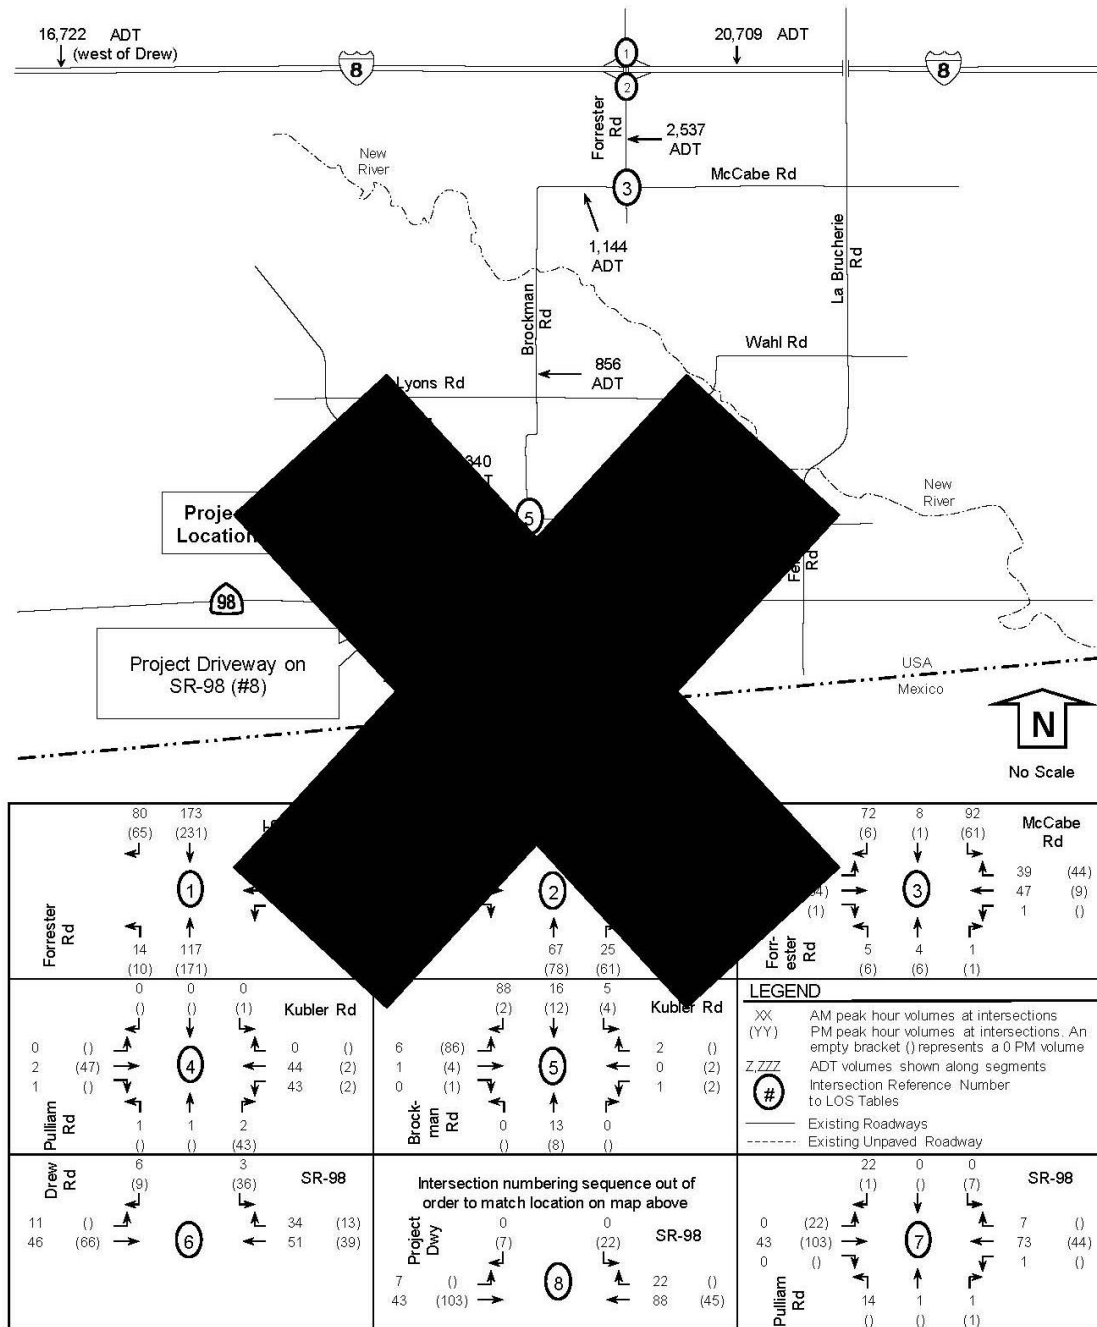 16,722 ADT
(west of Drew)
20,709 ADT
8
8
1
2
Forrester
Rd
2,537
ADT
New
River
McCabe Rd
3
1,144
ADT
La Brucherie
Rd
Brockman
Rd
Wahl Rd
856
ADT
Lyons Rd
340
5
New
River
Location
Rd
98
Project Driveway on
SR-98 (#8)
USA
Mexico
N
No Scale
80 173
(65) (231)
1
Forrester
Rd
14 117
(10) (171)
2
67 25
(78) (61)
72 8 92
(6) (1) (61)
McCabe
Rd
39 (44)
47 (9)
(1) 1 ()
3
Forr-
ester
Rd
5 4 1
(6) (6) (1)
0 0 0
() () (1)
Kubler Rd
0 () 0 ()
2 (47) 4 44 (2)
1 () 43 (2)
Pulliam
Rd
1 1 2
() () (43)
88 16 5
(2) (12) (4)
Kubler Rd
6 (86) 2 ()
1 (4) 5 0 (2)
0 (1) 1 (2)
Brock-
man
Rd
0 13 0
() (8) ()
LEGEND
XX AM peak hour volumes at intersections
(YY) PM peak hour volumes at intersections. An
empty bracket () represents a 0 PM volume
Z,ZZZ ADT volumes shown along segments
# Intersection Reference Number
to LOS Tables
Existing Roadways
Existing Unpaved Roadway
Drew
Rd
6 3
(9) (36)
SR-98
11 () 34 (13)
46 (66) 6 51 (39)
Intersection numbering sequence out of
order to match location on map above
Project
Dwy
0 0
(7) (22)
SR-98
7 () 22 ()
43 (103) 8 88 (45)
22 0 0
(1) () (7)
SR-98
0 (22) 7 ()
43 (103) 7 73 (44)
0 () 1 ()
Pulliam
Rd
14 1 1
() () (1)